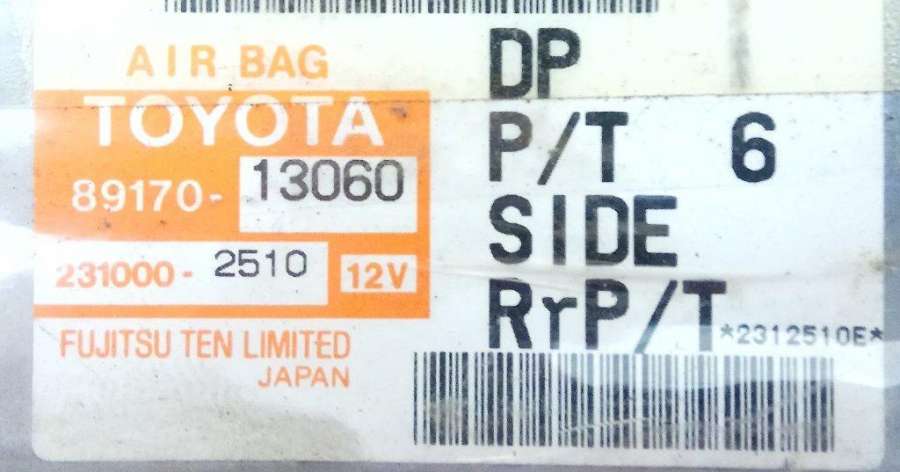 AIR BAG
TOYOTA
89170-13060
231000-2510 12V
FUJITSU TEN LIMITED
JAPAN
DP
P/T 6
SIDE
RrP/T
*2312510E*